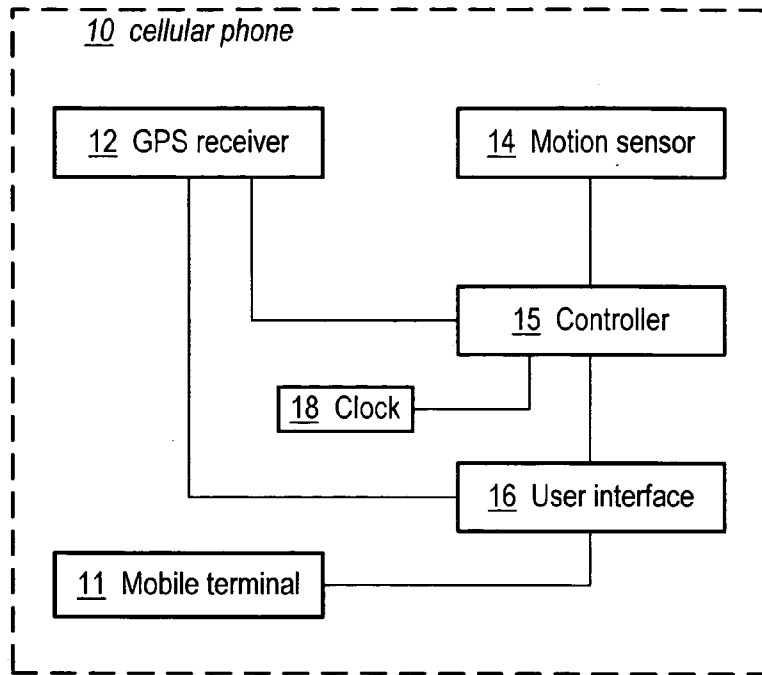 10 cellular phone
12 GPS receiver
14 Motion sensor
15 Controller
18 Clock
16 User interface
11 Mobile terminal